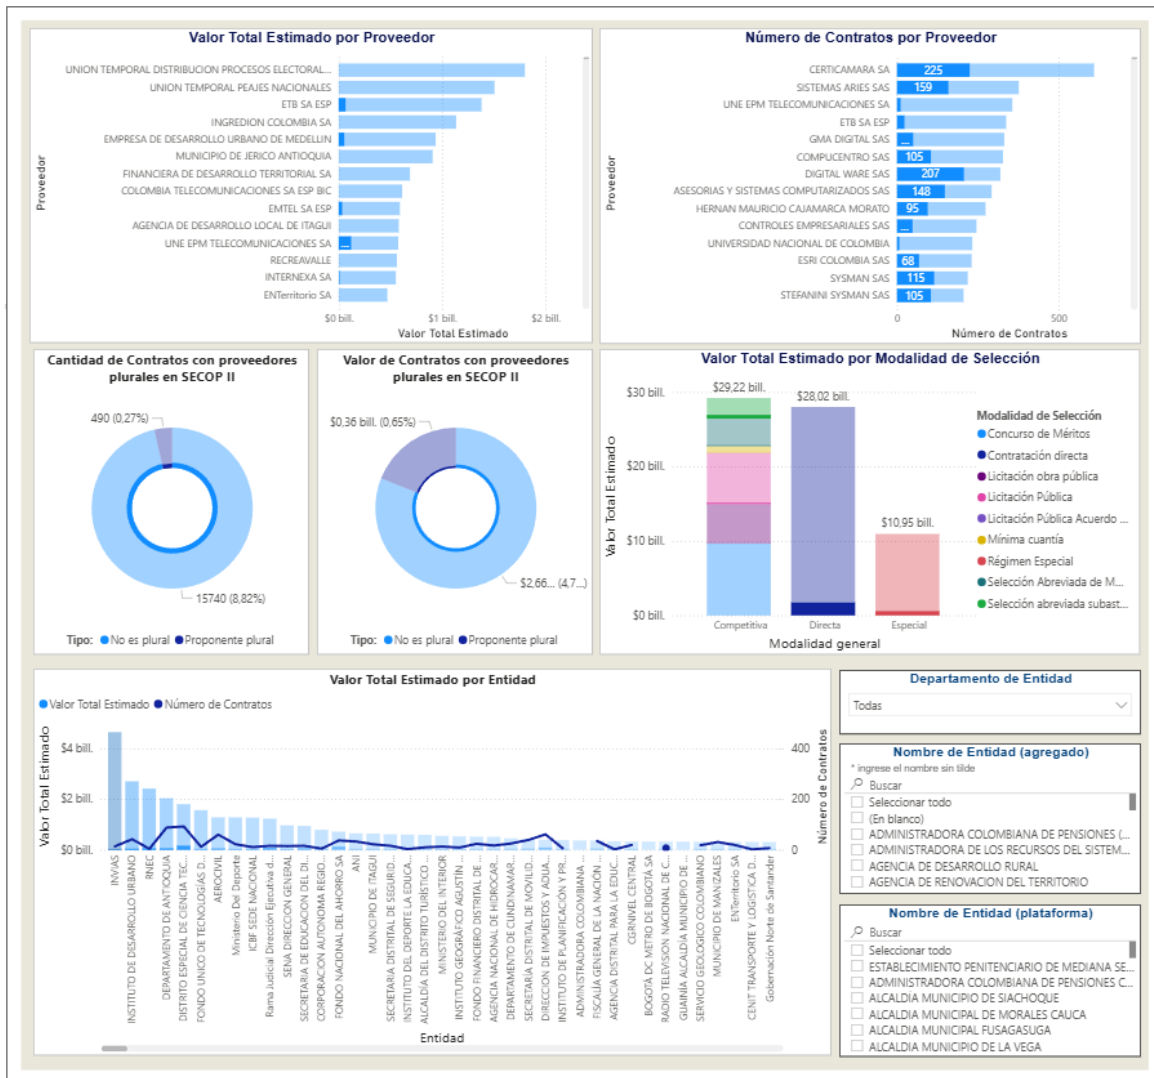 Valor Total Estimado por Proveedor
Proveedor
UNION TEMPORAL DISTRIBUCION PROCESOS ELECTORAL...
UNION TEMPORAL PEAJES NACIONALES
ETB SA ESP
INGREDION COLOMBIA SA
EMPRESA DE DESARROLLO URBANO DE MEDELLIN
MUNICIPIO DE JERICO ANTIOQUIA
FINANCIERA DE DESARROLLO TERRITORIAL SA
COLOMBIA TELECOMUNICACIONES SA ESP BIC
EMTEL SA ESP
AGENCIA DE DESARROLLO LOCAL DE ITAGUI
UNE EPM TELECOMUNICACIONES SA ...
RECREAVALLE
INTERNEXA SA
ENTerritorio SA
$0 bill. $1 bill. $2 bill.
Valor Total Estimado
Número de Contratos por Proveedor
Proveedor
CERTICAMARA SA 225
SISTEMAS ARIES SAS 159
UNE EPM TELECOMUNICACIONES SA
ETB SA ESP
GMA DIGITAL SAS ...
COMPUCENTRO SAS 105
DIGITAL WARE SAS 207
ASESORIAS Y SISTEMAS COMPUTARIZADOS SAS 148
HERNAN MAURICIO CAJAMARCA MORATO 95
CONTROLES EMPRESARIALES SAS ...
UNIVERSIDAD NACIONAL DE COLOMBIA
ESRI COLOMBIA SAS 68
SYSMAN SAS 115
STEFANINI SYSMAN SAS 105
0 500
Número de Contratos
Cantidad de Contratos con proveedores
plurales en SECOP II
490 (0,27%)
15740 (8,82%)
Tipo: No es plural Proponente plural
Valor de Contratos con proveedores
plurales en SECOP II
$0,36 bill. (0,65%)
$2,66... (4,7...)
Tipo: No es plural Proponente plural
Valor Total Estimado por Modalidad de Selección
Valor Total Estimado
$30 bill.
$20 bill.
$10 bill.
$0 bill.
$29,22 bill.
$28,02 bill.
$10,95 bill.
Competitiva Directa Especial
Modalidad general
Modalidad de Selección
Concurso de Méritos
Contratación directa
Licitación obra pública
Licitación Pública
Licitación Pública Acuerdo ...
Mínima cuantía
Régimen Especial
Selección Abreviada de M...
Selección abreviada subast...
Valor Total Estimado por Entidad
Valor Total Estimado Número de Contratos
Valor Total Estimado
$4 bill.
$2 bill.
$0 bill.
400
200
0
Número de Contratos
INVIAS
INSTITUTO DE DESARROLLO URBANO
RNEC
DEPARTAMENTO DE ANTIOQUIA
DISTRITO ESPECIAL DE CIENCIA TEC...
FONDO UNICO DE TECNOLOGÍAS D...
AEROCIVIL
Ministerio Del Deporte
ICBF SEDE NACIONAL
Rama Judicial Dirección Ejecutiva d...
SENA DIRECCION GENERAL
SECRETARIA DE EDUCACION DEL DI...
CORPORACION AUTONOMA REGIO...
FONDO NACIONAL DEL AHORRO SA
ANI
MUNICIPIO DE ITAGUI
SECRETARIA DISTRITAL DE SEGURID...
INSTITUTO DEL DEPORTE LA EDUCA...
ALCALDÍA DEL DISTRITO TURÍSTICO ...
MINISTERIO DEL INTERIOR
INSTITUTO GEOGRÁFICO AGUSTÍN ...
FONDO FINANCIERO DISTRITAL DE ...
AGENCIA NACIONAL DE HIDROCAR...
DEPARTAMENTO DE CUNDINAMAR...
SECRETARÍA DISTRITAL DE MOVILID...
DIRECCION DE IMPUESTOS Y ADUA...
INSTITUTO DE PLANIFICACIÓN Y PR...
ADMINISTRADORA COLOMBIANA ...
FISCALÍA GENERAL DE LA NACIÓN ...
AGENCIA DISTRITAL PARA LA EDUC...
CGRNIVEL CENTRAL
BOGOTÁ DC METRO DE BOGOTÁ SA
RADIO TELEVISION NACIONAL DE C...
GUAINÍA ALCALDÍA MUNICIPIO DE ...
SERVICIO GEOLOGICO COLOMBIANO
MUNICIPIO DE MANIZALES
ENTerritorio SA
CENIT TRANSPORTE Y LOGISTICA D...
Gobernación Norte de Santander
Entidad
Departamento de Entidad
Todas
Nombre de Entidad (agregado)
* ingrese el nombre sin tilde
Buscar
Seleccionar todo
(En blanco)
ADMINISTRADORA COLOMBIANA DE PENSIONES (...
ADMINISTRADORA DE LOS RECURSOS DEL SISTEM...
AGENCIA DE DESARROLLO RURAL
AGENCIA DE RENOVACION DEL TERRITORIO
Nombre de Entidad (plataforma)
Buscar
Seleccionar todo
ESTABLECIMIENTO PENITENCIARIO DE MEDIANA SE...
ADMINISTRADORA COLOMBIANA DE PENSIONES C...
ALCALDIA MUNICIPIO DE SIACHOQUE
ALCALDIA MUNICIPAL DE MORALES CAUCA
ALCALDIA MUNICIPAL FUSAGASUGA
ALCALDIA MUNICIPIO DE LA VEGA